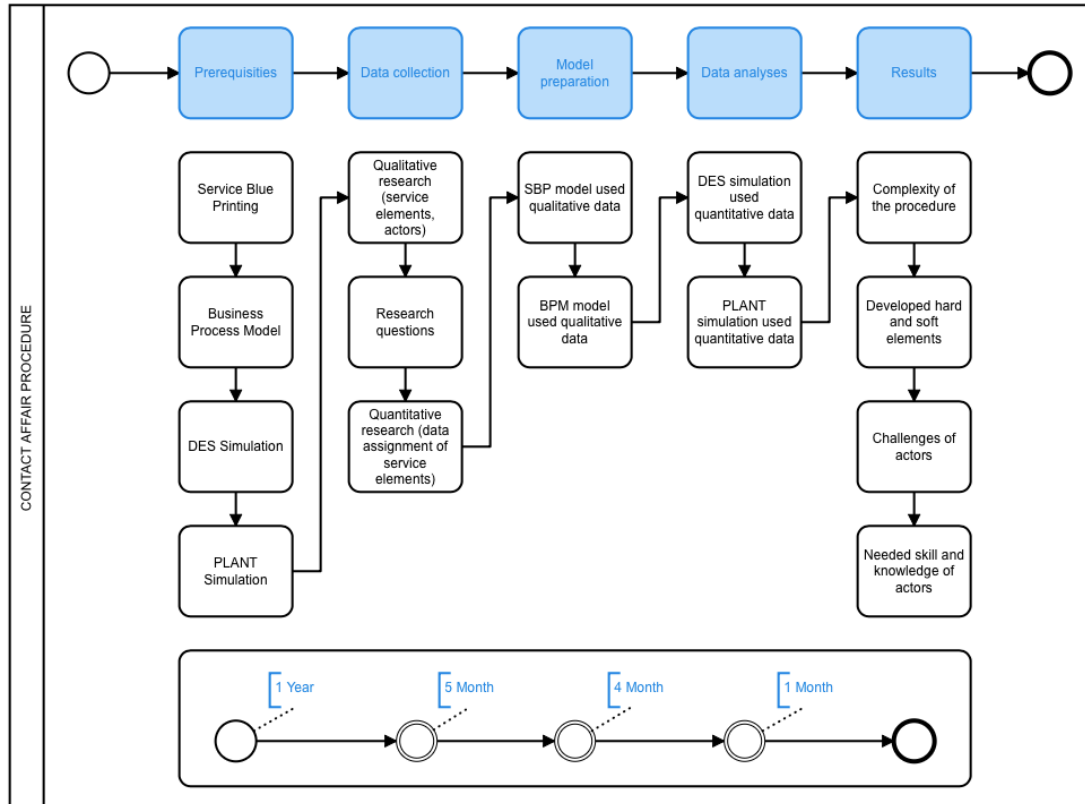 CONTACT AFFAIR PROCEDURE
Prerequisities
Data collection
Model
preparation
Data analyses
Results
Service Blue
Printing
Business
Process Model
DES Simulation
PLANT
Simulation
Qualitative
research
(service
elements,
actors)
Research
questions
Quantitative
research (data
assignment of
service
elements)
SBP model used
qualitative data
BPM model
used qualitative
data
DES simulation
used
quantitative data
PLANT
simulation used
quantitative data
Complexity of
the procedure
Developed hard
and soft
elements
Challenges of
actors
Needed skill and
knowledge of
actors
1 Year
5 Month
4 Month
1 Month